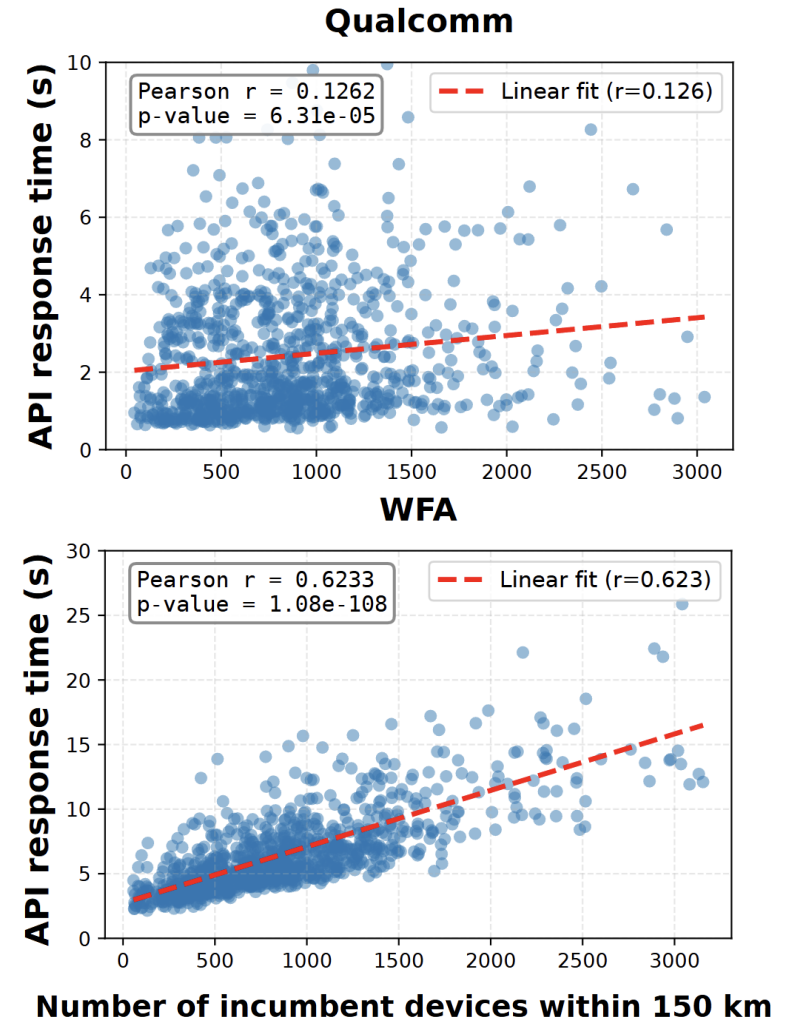 Qualcomm
API response time (s)
10
8
6
4
2
0
Pearson r = 0.1262
p-value = 6.31e-05
Linear fit (r=0.126)
0 500 1000 1500 2000 2500 3000
WFA
API response time (s)
30
25
20
15
10
5
0
Pearson r = 0.6233
p-value = 1.08e-108
Linear fit (r=0.623)
0 500 1000 1500 2000 2500 3000
Number of incumbent devices within 150 km